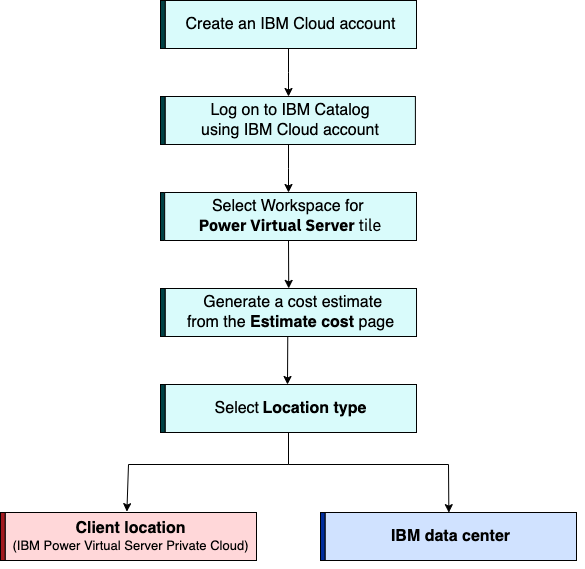 Create an IBM Cloud account
Log on to IBM Catalog
using IBM Cloud account
Select Workspace for
Power Virtual Server tile
Generate a cost estimate
from the Estimate cost page
Select Location type
Client location
(IBM Power Virtual Server Private Cloud)
IBM data center